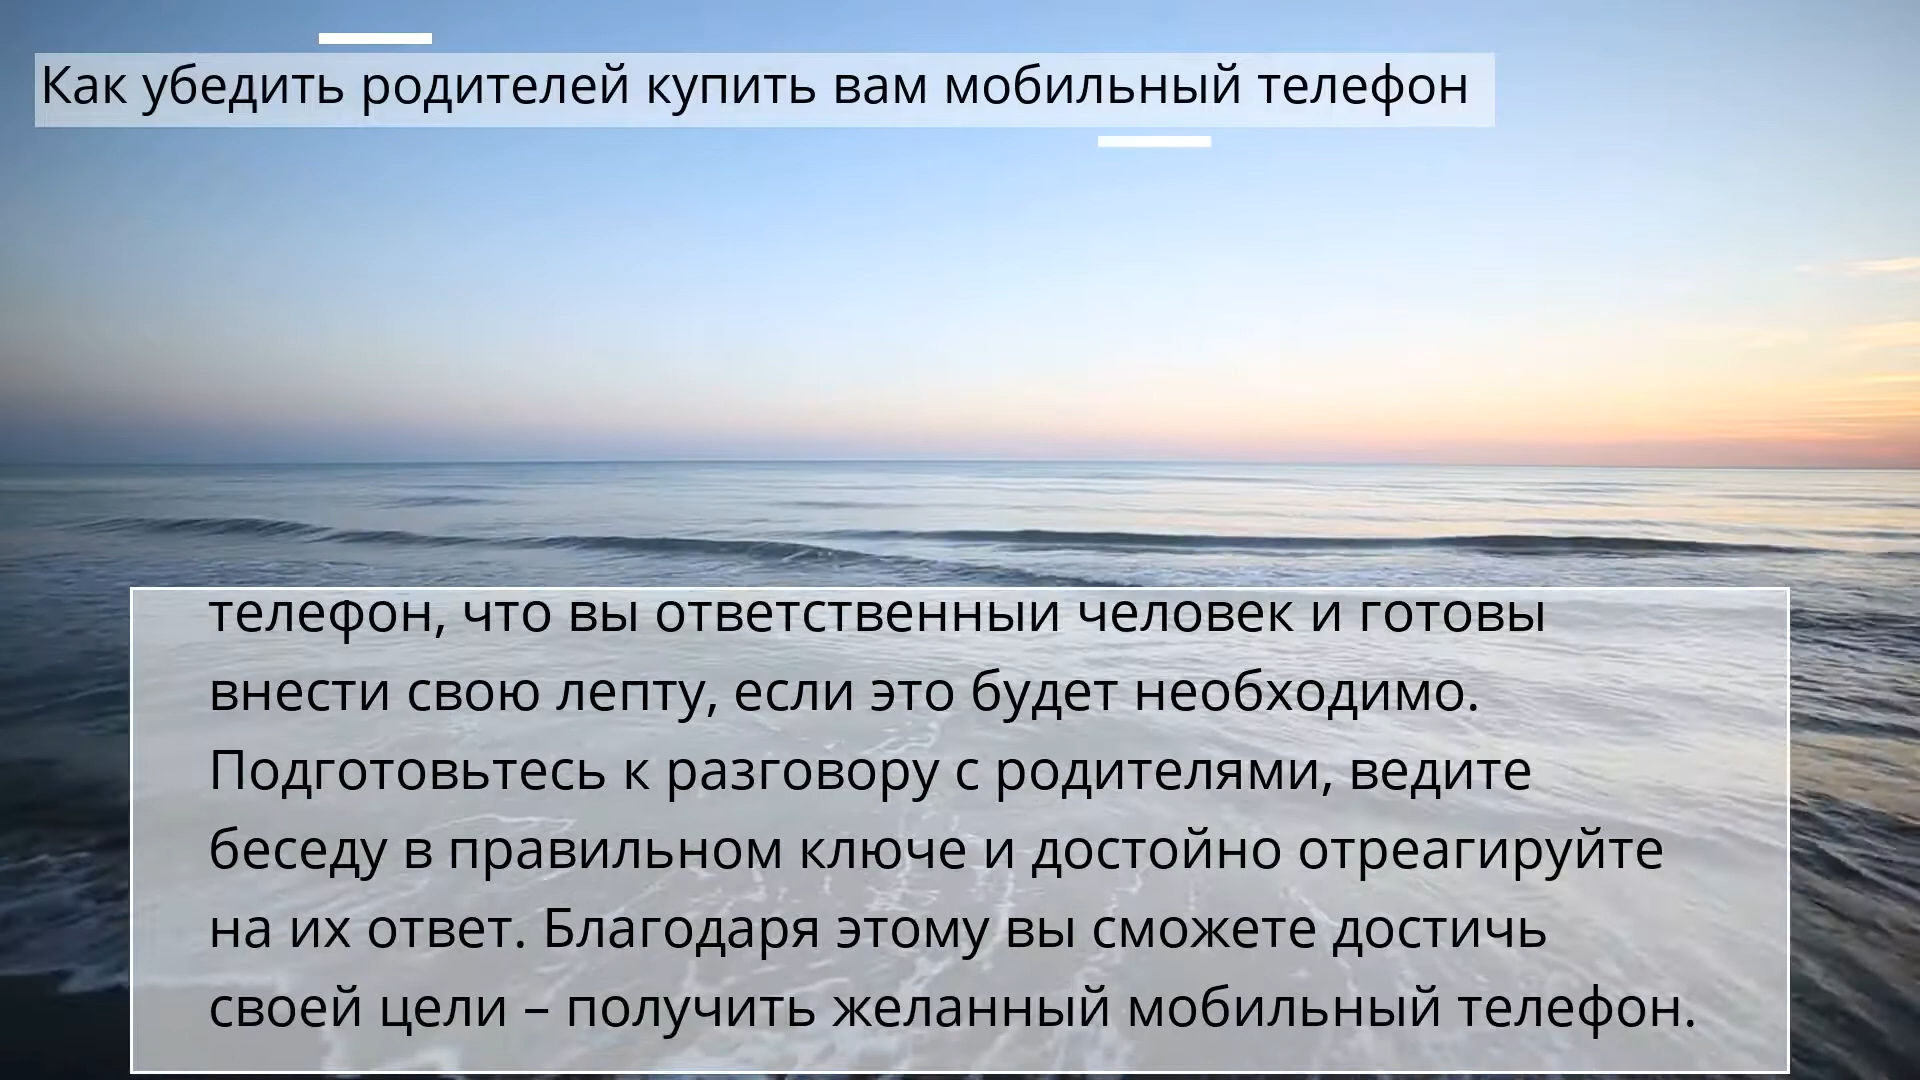 Как убедить родителей купить вам мобильный телефон
телефон, что вы ответственный человек и готовы
внести свою лепту, если это будет необходимо.
Подготовьтесь к разговору с родителями, ведите
беседу в правильном ключе и достойно отреагируйте
на их ответ. Благодаря этому вы сможете достичь
своей цели – получить желанный мобильный телефон.